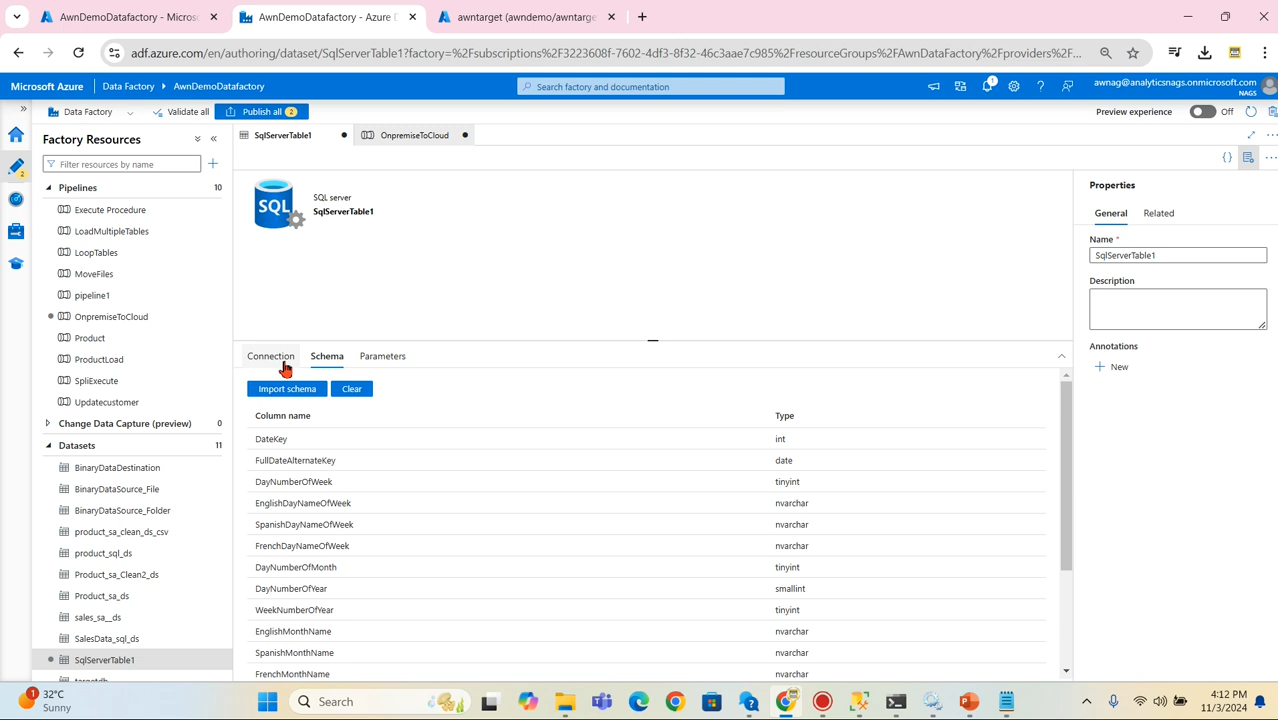 AwnDemoDatafactory - Microsoft
AwnDemoDatafactory - Azure Data
awntarget (awndemo/awntarget
adf.azure.com/en/authoring/dataset/SqlServerTable1?factory=%2Fsubscriptions%2F3223608f-7602-4df3-8f32-46c3aae7c985%2FresourceGroups%2FAwnDataFactory%2Fproviders%2F...
Microsoft Azure
Data Factory
AwnDemoDatafactory
Search factory and documentation
1
awnag@analyticsnags.onmicrosoft.com
NAGS
Data Factory
Validate all
Publish all 2
Preview experience
Off
2
Factory Resources
Filter resources by name
Pipelines 10
Execute Procedure
LoadMultipleTables
LoopTables
MoveFiles
pipeline1
OnpremiseToCloud
Product
ProductLoad
SpliExecute
Updatecustomer
Change Data Capture (preview) 0
Datasets 11
BinaryDataDestination
BinaryDataSource_File
BinaryDataSource_Folder
product_sa_clean_ds_csv
product_sql_ds
Product_sa_Clean2_ds
Product_sa_ds
sales_sa__ds
SalesData_sql_ds
SqlServerTable1
targetdb
SqlServerTable1
OnpremiseToCloud
SQL
SQL server
SqlServerTable1
Connection
Schema
Parameters
Import schema
Clear
Column name Type
DateKey int
FullDateAlternateKey date
DayNumberOfWeek tinyint
EnglishDayNameOfWeek nvarchar
SpanishDayNameOfWeek nvarchar
FrenchDayNameOfWeek nvarchar
DayNumberOfMonth tinyint
DayNumberOfYear smallint
WeekNumberOfYear tinyint
EnglishMonthName nvarchar
SpanishMonthName nvarchar
FrenchMonthName nvarchar
Properties
General
Related
Name *
SqlServerTable1
Description
Annotations
New
1
32°C
Sunny
Search
4:12 PM
11/3/2024